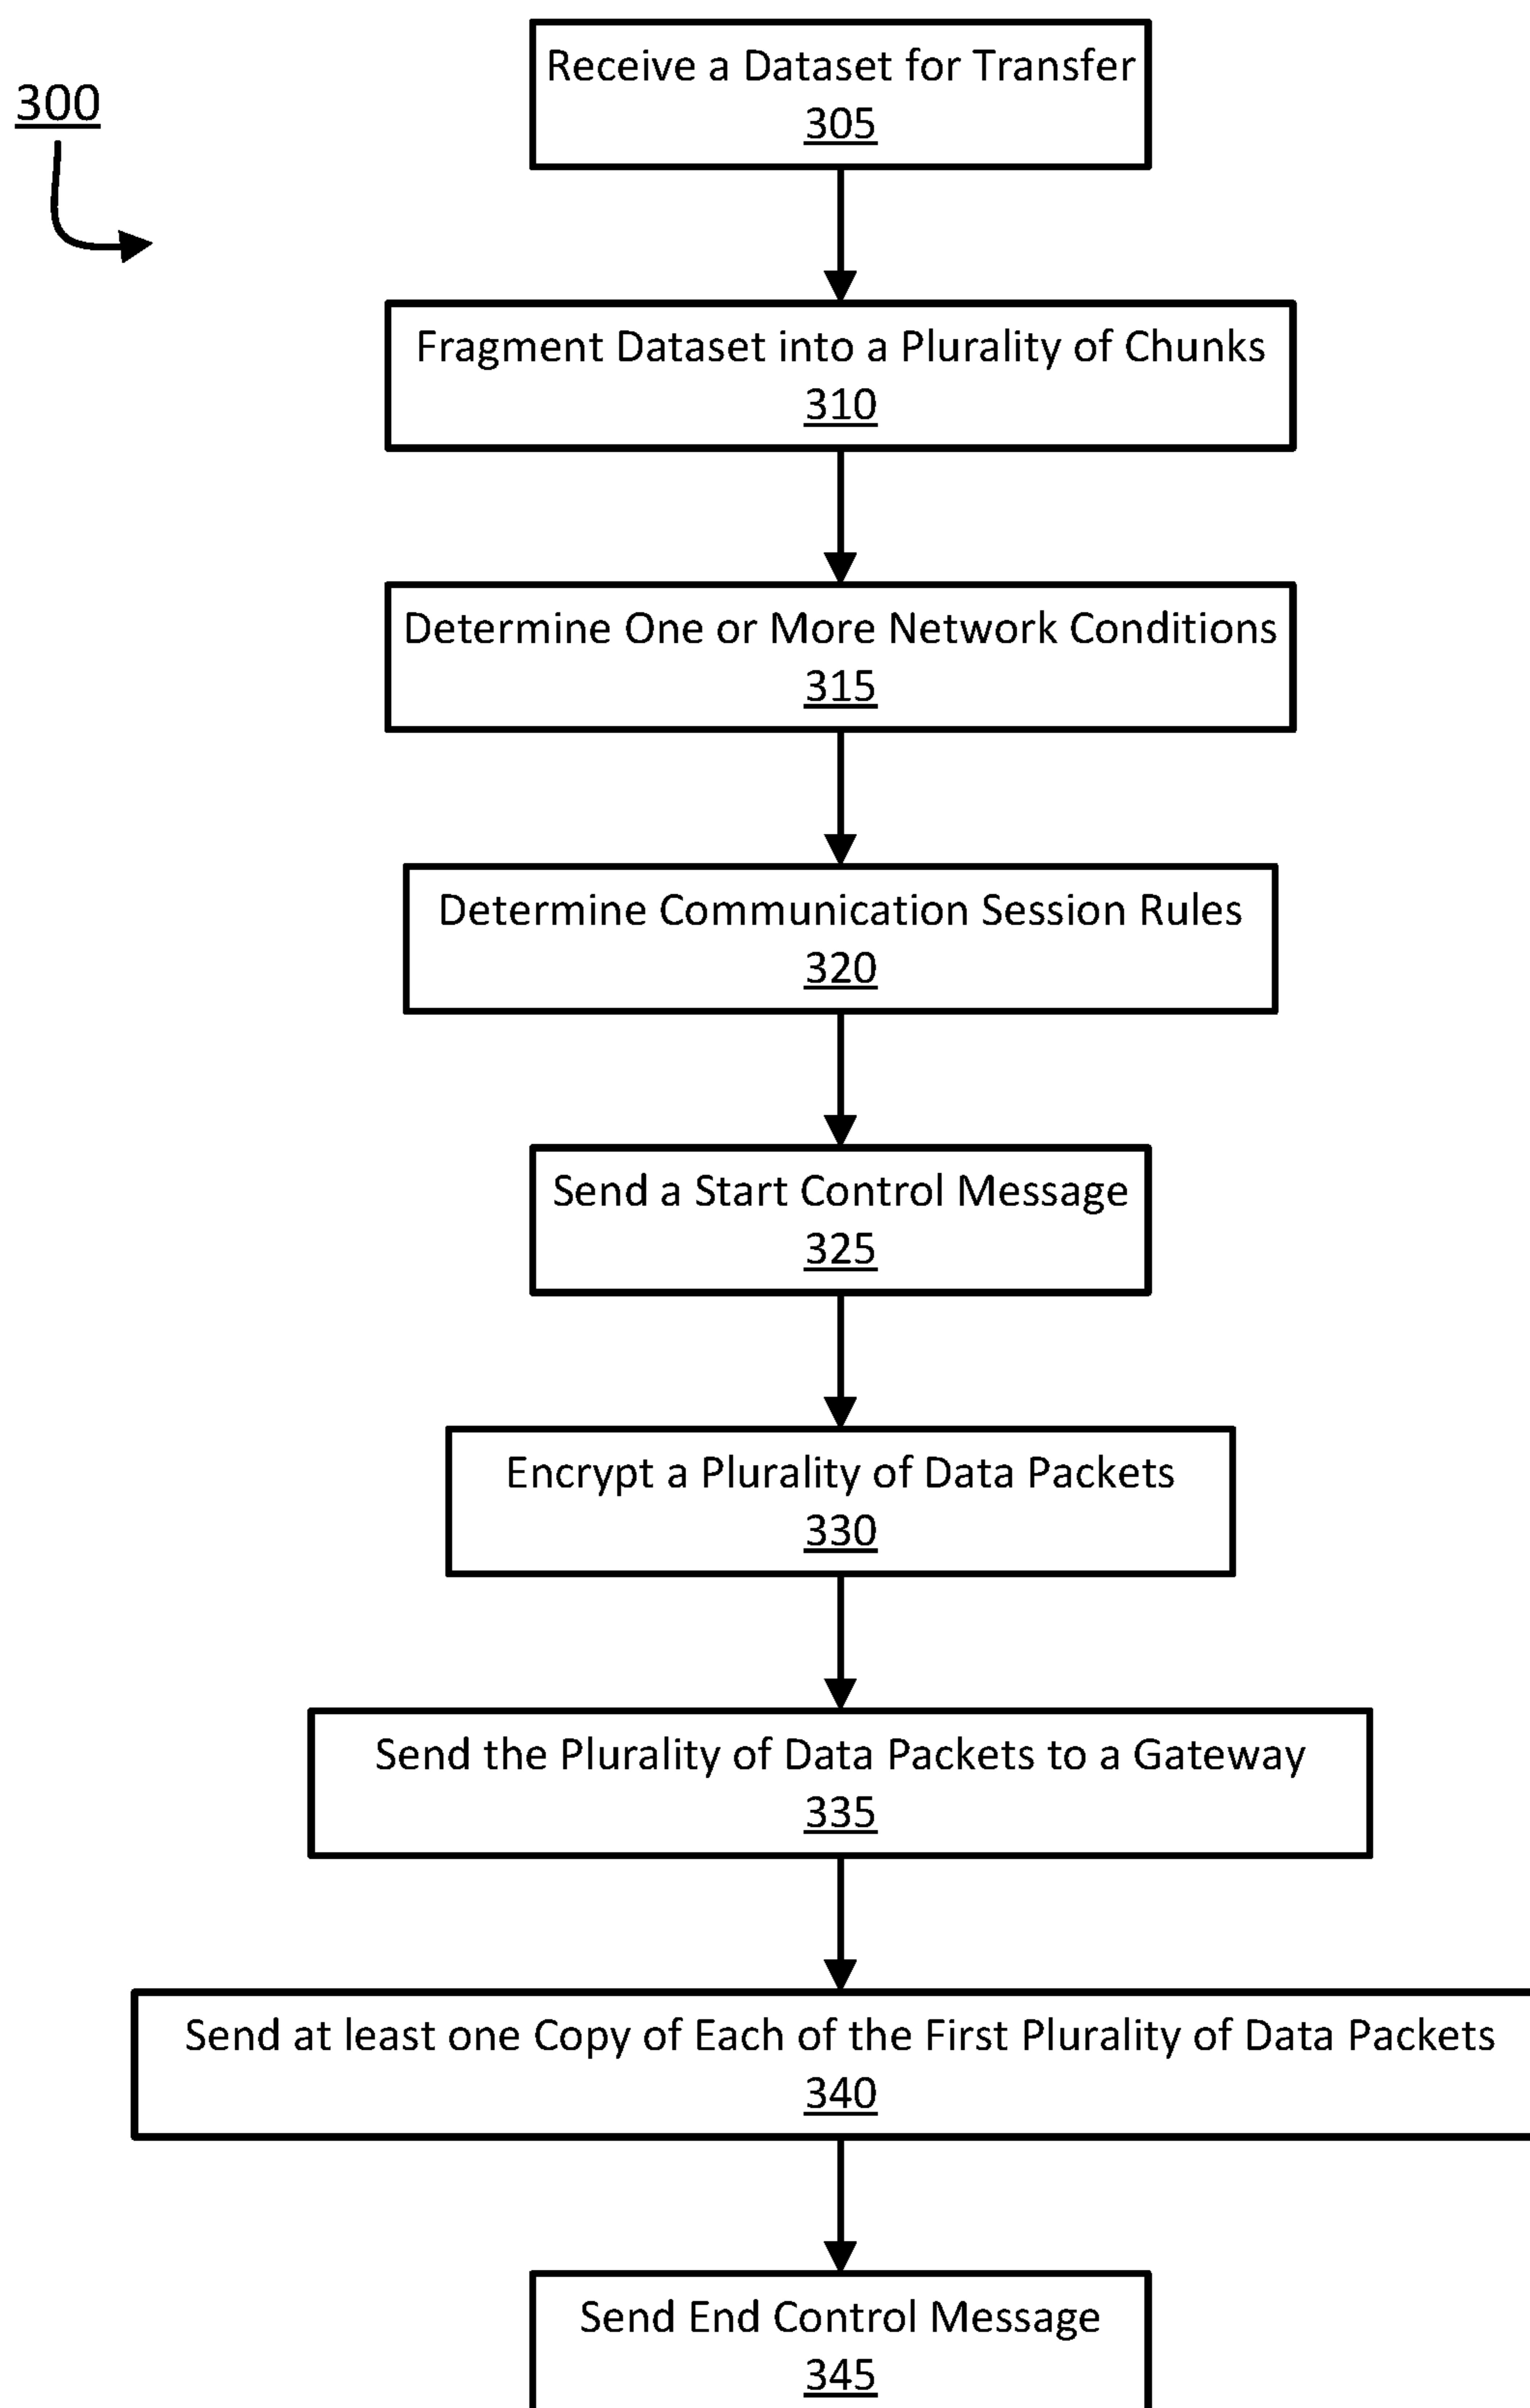 300
Receive a Dataset for Transfer
305
Fragment Dataset into a Plurality of Chunks
310
Determine One or More Network Conditions
315
Determine Communication Session Rules
320
Send a Start Control Message
325
Encrypt a Plurality of Data Packets
330
Send the Plurality of Data Packets to a Gateway
335
Send at least one Copy of Each of the First Plurality of Data Packets
340
Send End Control Message
345